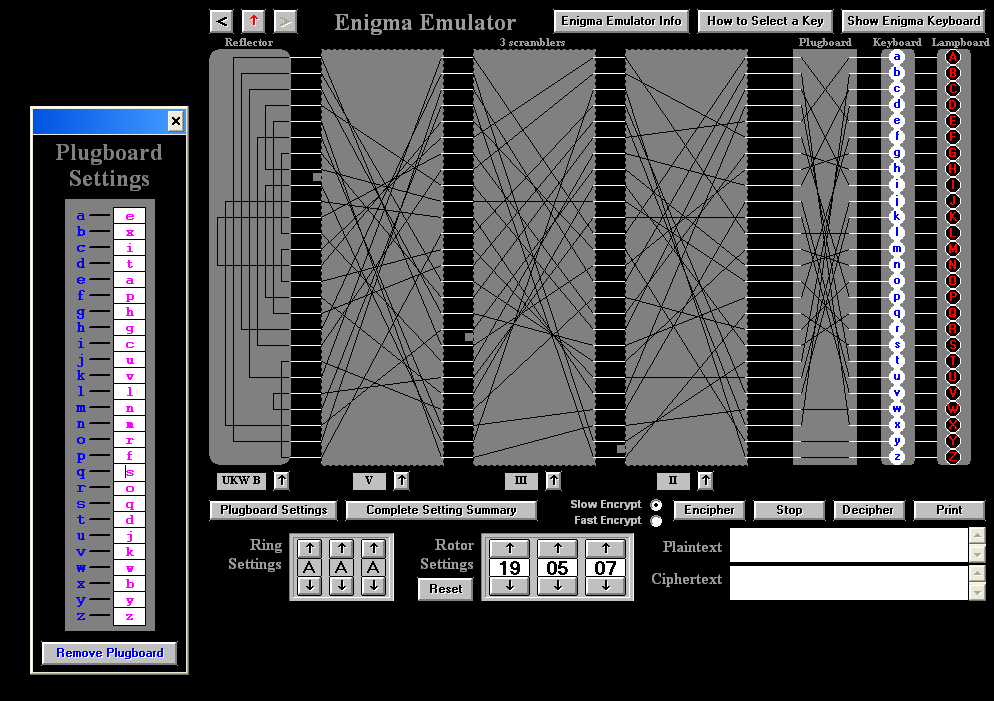 < ↑ > Enigma Emulator Enigma Emulator Info How to Select a Key Show Enigma Keyboard
Reflector 3 scramblers Plugboard Keyboard Lampboard
a A
b B
c C
d D
e E
f F
g G
h H
i I
j J
k K
l L
m M
n N
o O
p P
q Q
r R
s S
t T
u U
v V
w W
x X
y Y
z Z
Plugboard
Settings
a e
b x
c i
d t
e a
f p
g h
h g
i c
j u
k v
l l
m n
n m
o r
p f
q s
r o
s q
t d
u j
v k
w w
x b
y y
z z
Remove Plugboard
UKW B ↑ V ↑ III ↑ II ↑
Plugboard Settings Complete Setting Summary Slow Encrypt Fast Encrypt Encipher Stop Decipher Print
Ring
Settings
↑ ↑ ↑
A A A
↓ ↓ ↓
Rotor
Settings
Reset
↑ ↑ ↑
19 05 07
↓ ↓ ↓
Plaintext
Ciphertext